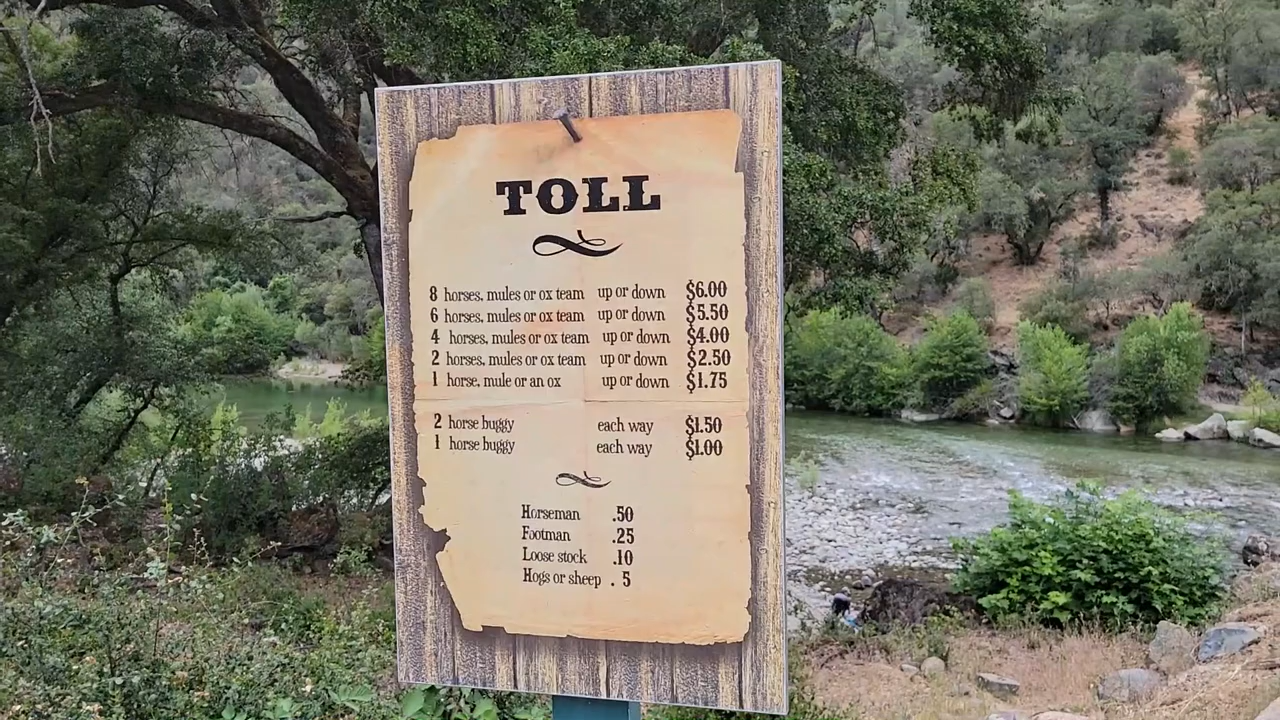 TOLL
8 horses, mules or ox team up or down $6.00
6 horses, mules or ox team up or down $5.50
4 horses, mules or ox team up or down $4.00
2 horses, mules or ox team up or down $2.50
1 horse, mule or an ox up or down $1.75
2 horse buggy each way $1.50
1 horse buggy each way $1.00
Horseman .50
Footman .25
Loose stock .10
Hogs or sheep . 5